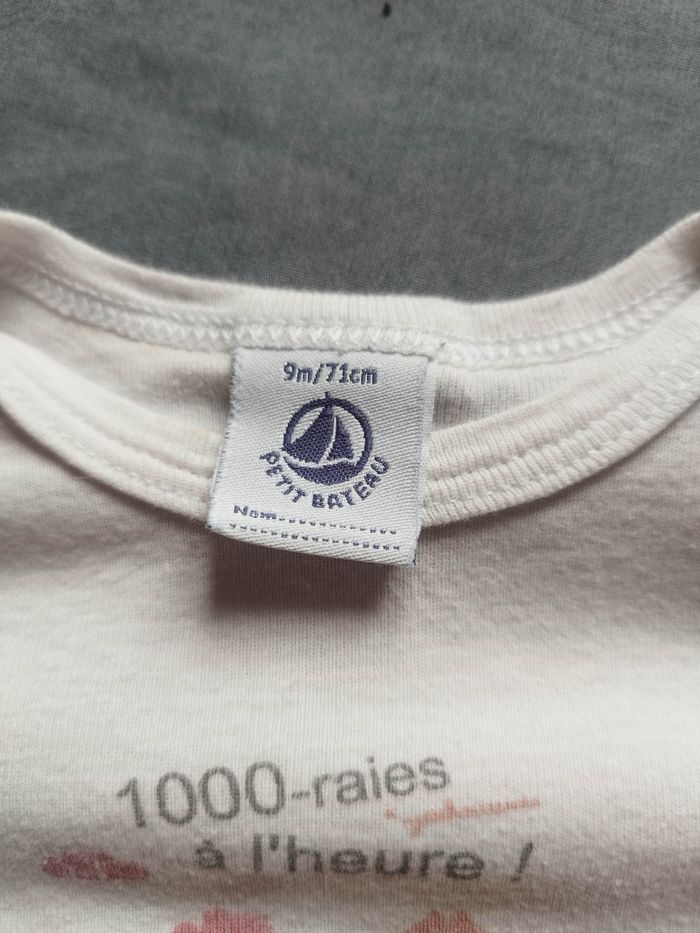 9m/71cm
PETIT BATEAU
Nom
1000-raies
à l'heure !